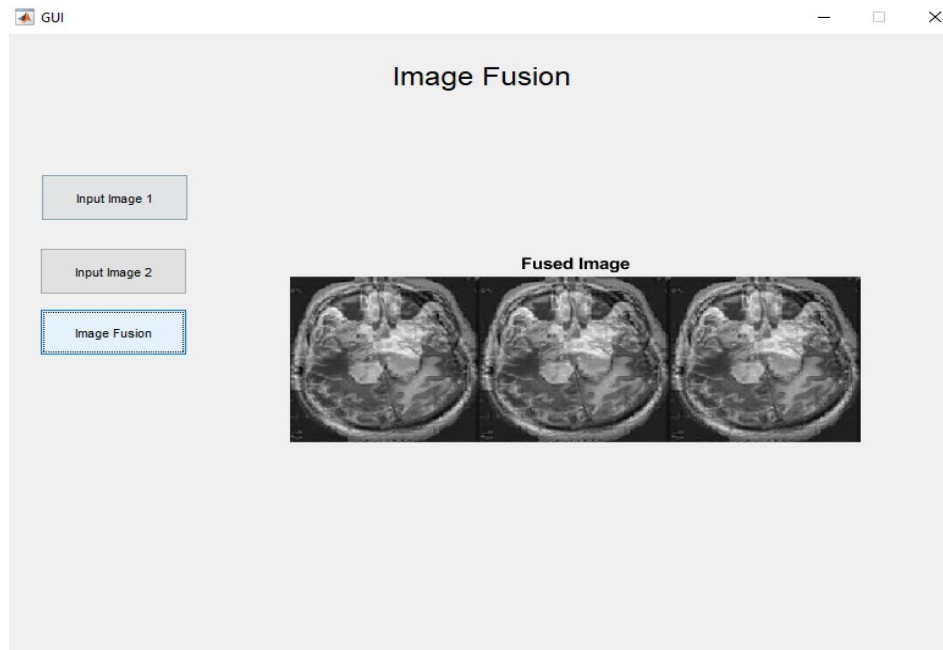 GUI
Image Fusion
Input Image 1
Input Image 2
Image Fusion
Fused Image